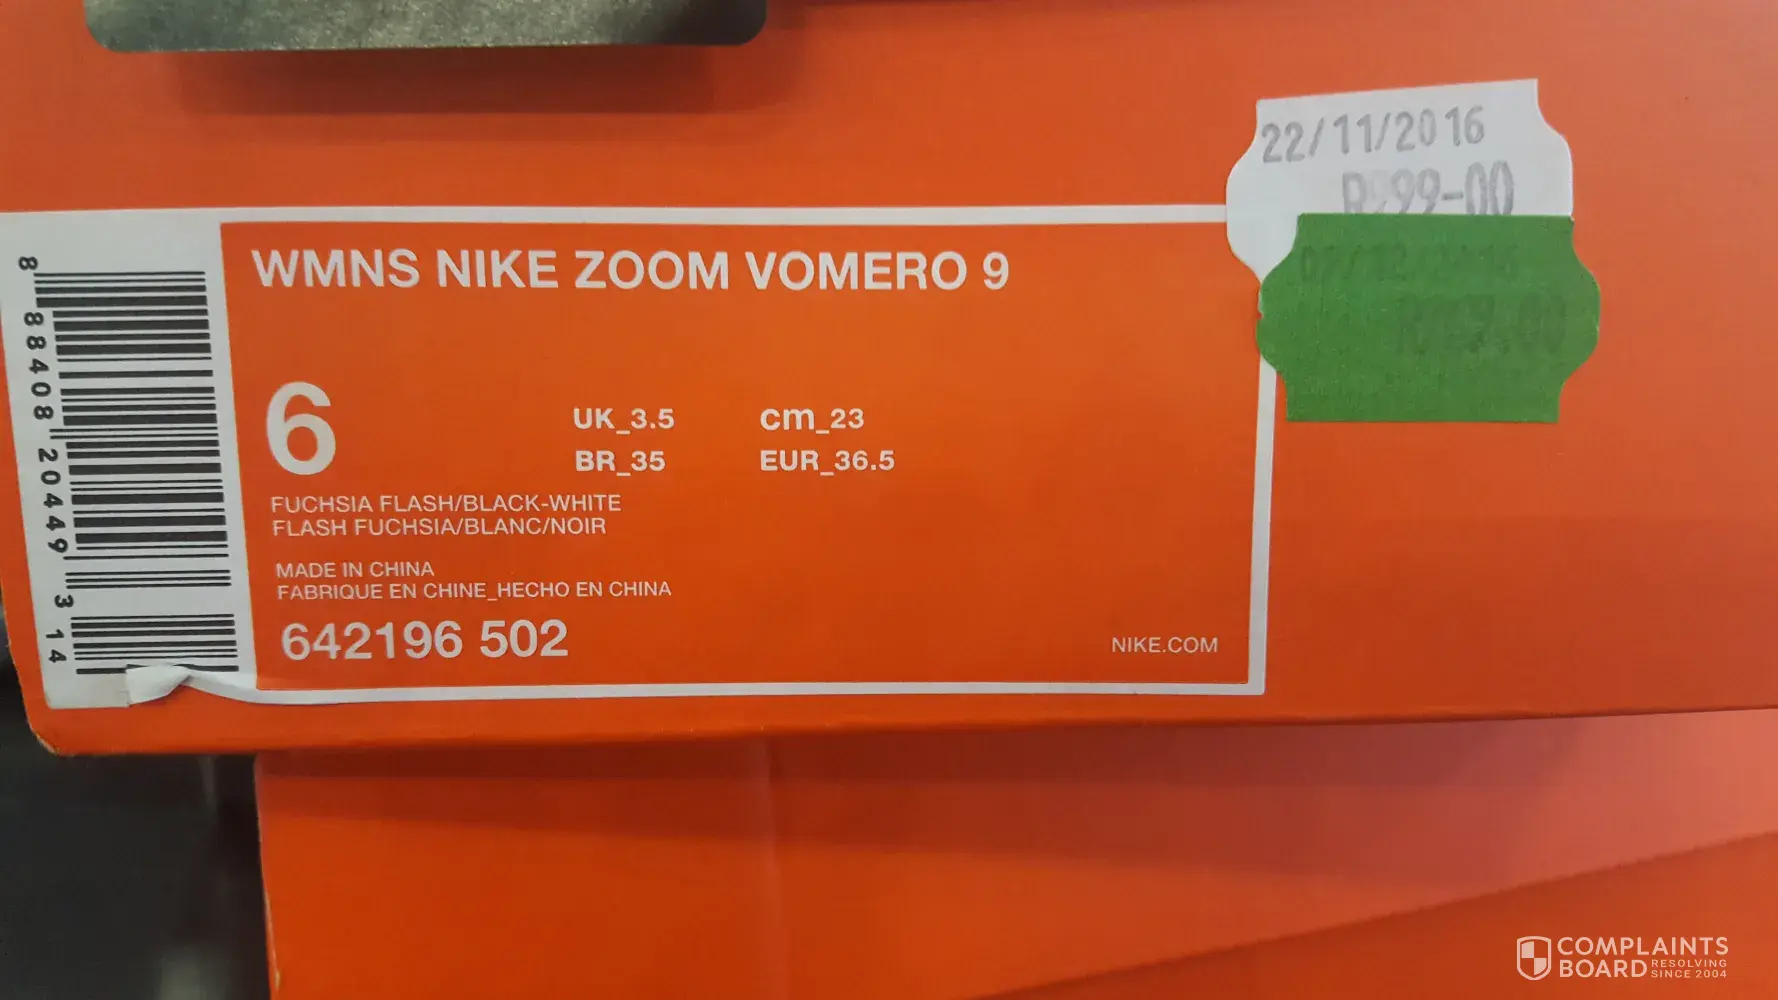 22/11/2016
WMNS NIKE ZOOM VOMERO 9
6
UK_3.5
cm_23
BR_35
EUR_36.5
FUCHSIA FLASH/BLACK-WHITE
FLASH FUCHSIA/BLANC/NOIR
MADE IN CHINA
FABRIQUE EN CHINE_HECHO EN CHINA
642196 502
NIKE.COM
8 88408 20449 3 14
COMPLAINTS
BOARD RESOLVING
SINCE 2004